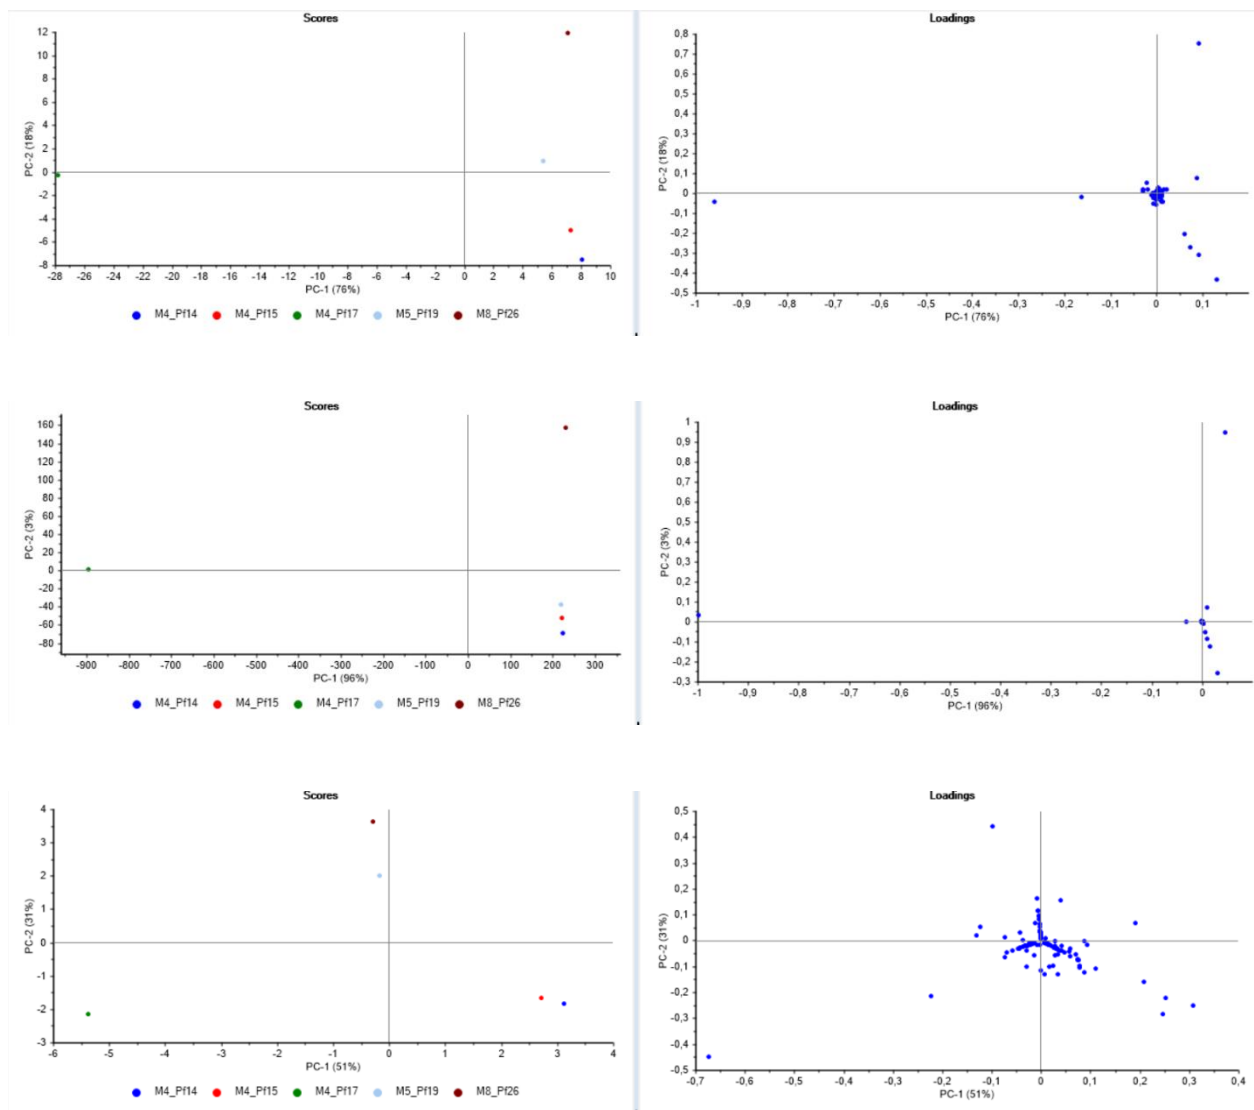 Scores
12
10
8
6
4
2
0
-2
-4
-6
-8
PC-2 (18%)
-28 -26 -24 -22 -20 -18 -16 -14 -12 -10 -8 -6 -4 -2 0 2 4 6 8 10
PC-1 (76%)
M4_Pf14 M4_Pf15 M4_Pf17 M5_Pf19 M8_Pf26
Loadings
0,8
0,7
0,6
0,5
0,4
0,3
0,2
0,1
0
-0,1
-0,2
-0,3
-0,4
-0,5
PC-2 (18%)
-1 -0,9 -0,8 -0,7 -0,6 -0,5 -0,4 -0,3 -0,2 -0,1 0 0,1
PC-1 (76%)
Scores
160
140
120
100
80
60
40
20
0
-20
-40
-60
-80
PC-2 (3%)
-900 -800 -700 -600 -500 -400 -300 -200 -100 0 100 200 300
PC-1 (96%)
M4_Pf14 M4_Pf15 M4_Pf17 M5_Pf19 M8_Pf26
Loadings
1
0,9
0,8
0,7
0,6
0,5
0,4
0,3
0,2
0,1
0
-0,1
-0,2
-0,3
PC-2 (3%)
-1 -0,9 -0,8 -0,7 -0,6 -0,5 -0,4 -0,3 -0,2 -0,1 0
PC-1 (96%)
Scores
4
3
2
1
0
-1
-2
-3
PC-2 (31%)
-6 -5 -4 -3 -2 -1 0 1 2 3 4
PC-1 (51%)
M4_Pf14 M4_Pf15 M4_Pf17 M5_Pf19 M8_Pf26
Loadings
0,5
0,4
0,3
0,2
0,1
0
-0,1
-0,2
-0,3
-0,4
-0,5
PC-2 (31%)
-0,7 -0,6 -0,5 -0,4 -0,3 -0,2 -0,1 0 0,1 0,2 0,3 0,4
PC-1 (51%)